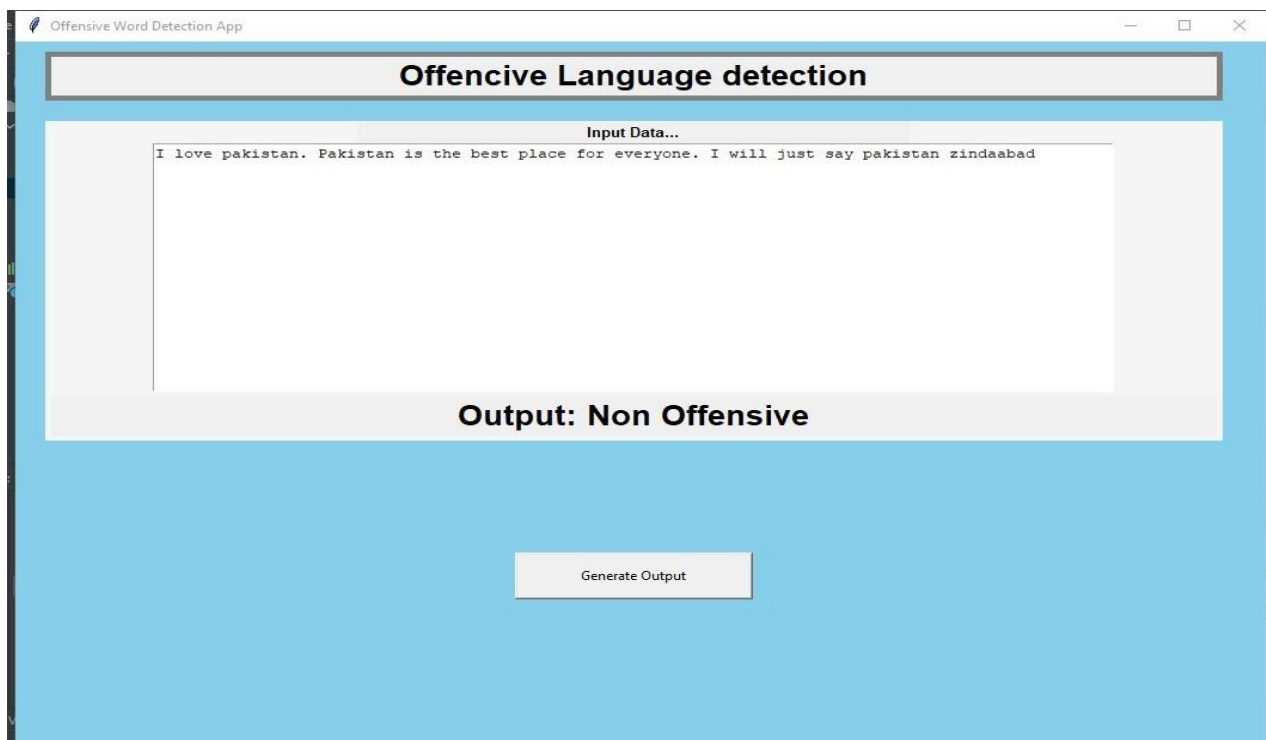 Offensive Word Detection App
Offencive Language detection
Input Data...
I love pakistan. Pakistan is the best place for everyone. I will just say pakistan zindaabad
Output: Non Offensive
Generate Output